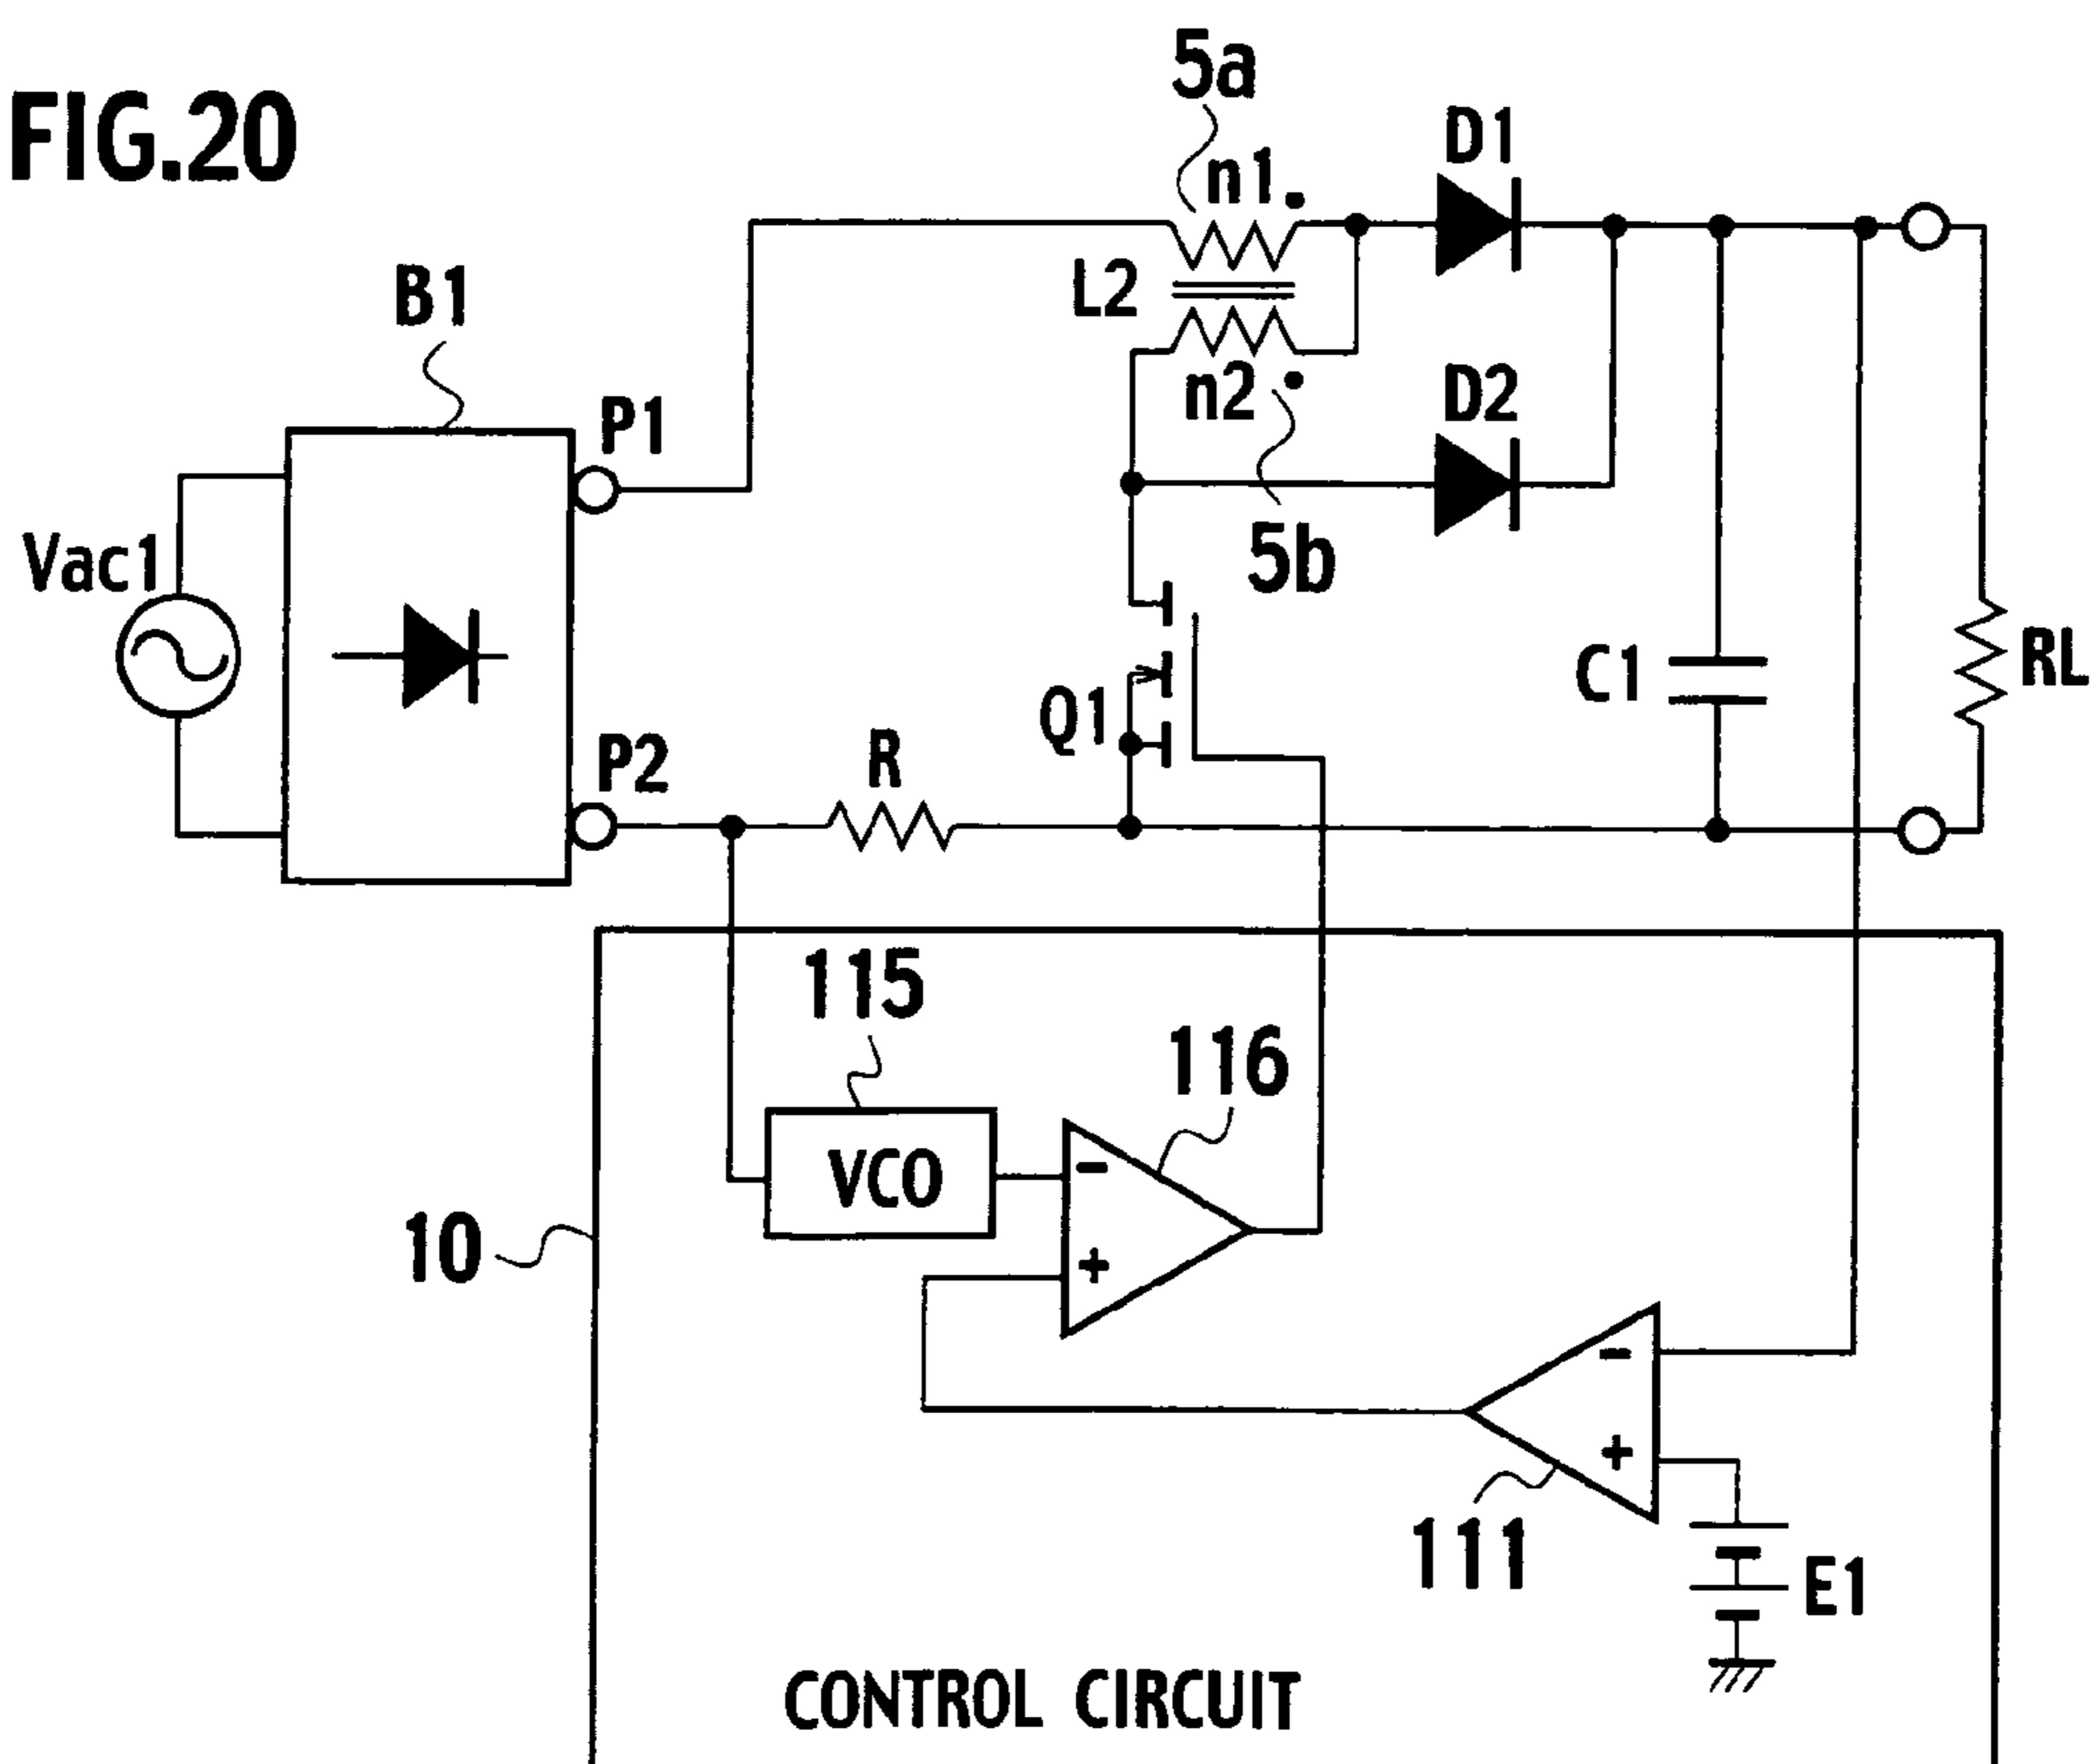 FIG.20
5a
n1
D1
L2
B1
n2
D2
P1
5b
Vac1
C1
RL
Q1
R
P2
115
116
VCO
-
+
10
-
+
111
E1
CONTROL CIRCUIT